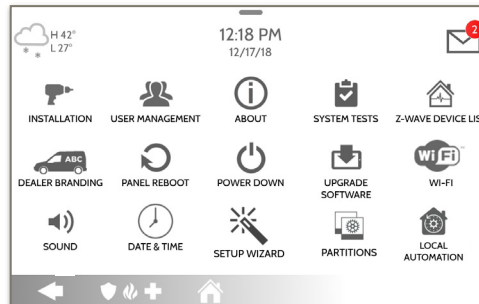 H 42°
L 27°
12:18 PM
12/17/18
2
INSTALLATION
USER MANAGEMENT
ABOUT
SYSTEM TESTS
Z-WAVE DEVICE LIS
ABC
DEALER BRANDING
PANEL REBOOT
POWER DOWN
UPGRADE
SOFTWARE
WiFi
WI-FI
SOUND
DATE & TIME
SETUP WIZARD
PARTITIONS
LOCAL
AUTOMATION